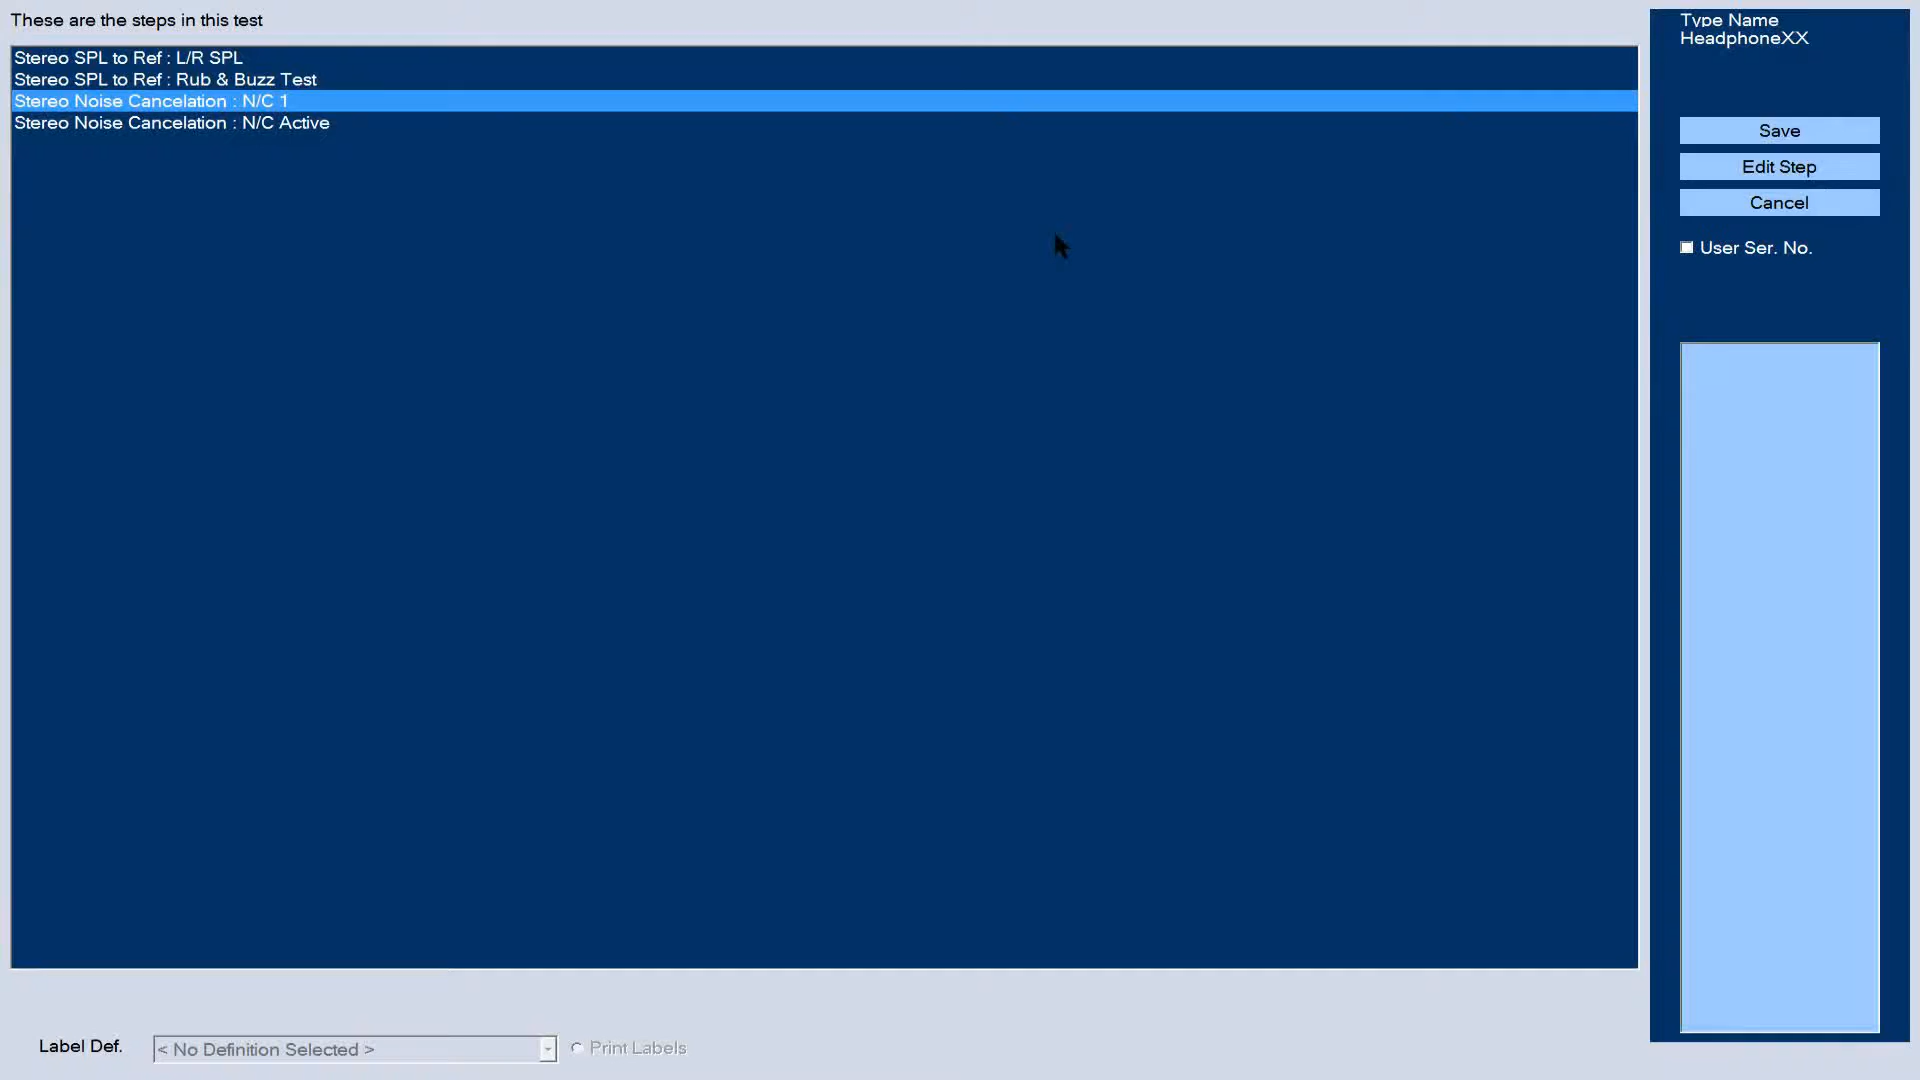 These are the steps in this test
Stereo SPL to Ref : L/R SPL
Stereo SPL to Ref : Rub & Buzz Test
Stereo Noise Cancelation : N/C 1
Stereo Noise Cancelation : N/C Active
Type Name
HeadphoneXX
Save
Edit Step
Cancel
User Ser. No.
Label Def.
< No Definition Selected >
Print Labels